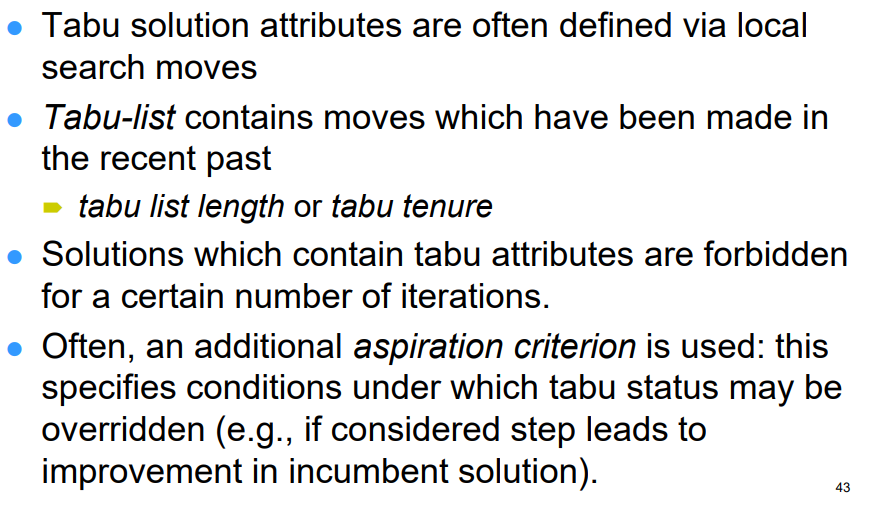 Tabu solution attributes are often defined via local
search moves
Tabu-list contains moves which have been made in
the recent past
tabu list length or tabu tenure
Solutions which contain tabu attributes are forbidden
for a certain number of iterations.
Often, an additional aspiration criterion is used: this
specifies conditions under which tabu status may be
overridden (e.g., if considered step leads to
improvement in incumbent solution).
43